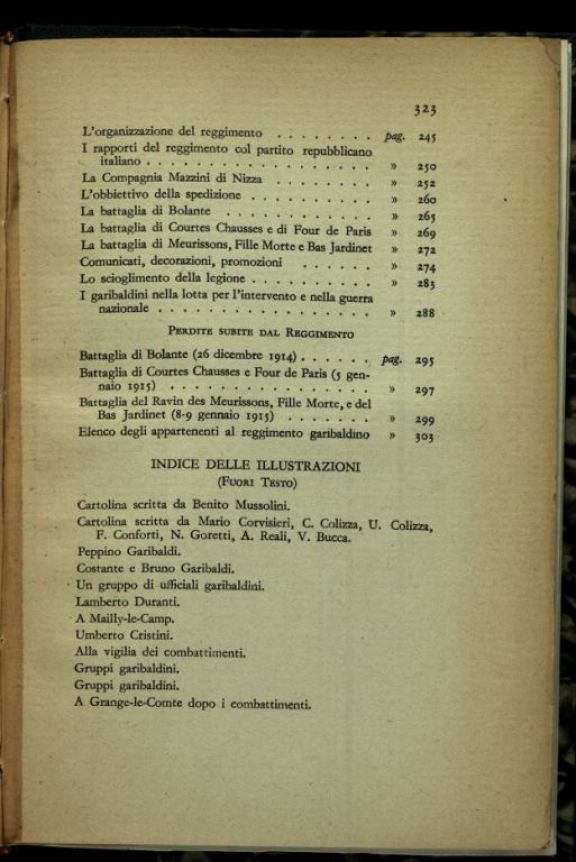 323
L'organizzazione del reggimento . . . . . . . . pag. 245
I rapporti del reggimento col partito repubblicano
italiano . . . . . . . . . . . . . . . . . . » 250
La Compagnia Mazzini di Nizza . . . . . . . . » 252
L'obbiettivo della spedizione . . . . . . . . . . » 260
La battaglia di Bolante . . . . . . . . . . . . » 265
La battaglia di Courtes Chausses e di Four de Paris » 269
La battaglia di Meurissons, Fille Morte e Bas Jardinet » 272
Comunicati, decorazioni, promozioni . . . . . . » 274
Lo scioglimento della legione . . . . . . . . . . » 283
I garibaldini nella lotta per l'intervento e nella guerra
nazionale . . . . . . . . . . . . . . . . . » 288
Perdite subite dal Reggimento
Battaglia di Bolante (26 dicembre 1914) . . . . . . pag. 295
Battaglia di Courtes Chausses e Four de Paris (5 gen-
naio 1915) . . . . . . . . . . . . . . . . » 297
Battaglia del Ravin des Meurissons, Fille Morte, e del
Bas Jardinet (8-9 gennaio 1915) . . . . . . . » 299
Elenco degli appartenenti al reggimento garibaldino » 303
INDICE DELLE ILLUSTRAZIONI
(Fuori Testo)
Cartolina scritta da Benito Mussolini.
Cartolina scritta da Mario Corvisieri, C. Colizza, U. Colizza,
F. Conforti, N. Goretti, A. Reali, V. Bucca.
Peppino Garibaldi.
Costante e Bruno Garibaldi.
Un gruppo di ufficiali garibaldini.
Lamberto Duranti.
A Mailly-le-Camp.
Umberto Cristini.
Alla vigilia dei combattimenti.
Gruppi garibaldini.
Gruppi garibaldini.
A Grange-le-Comte dopo i combattimenti.